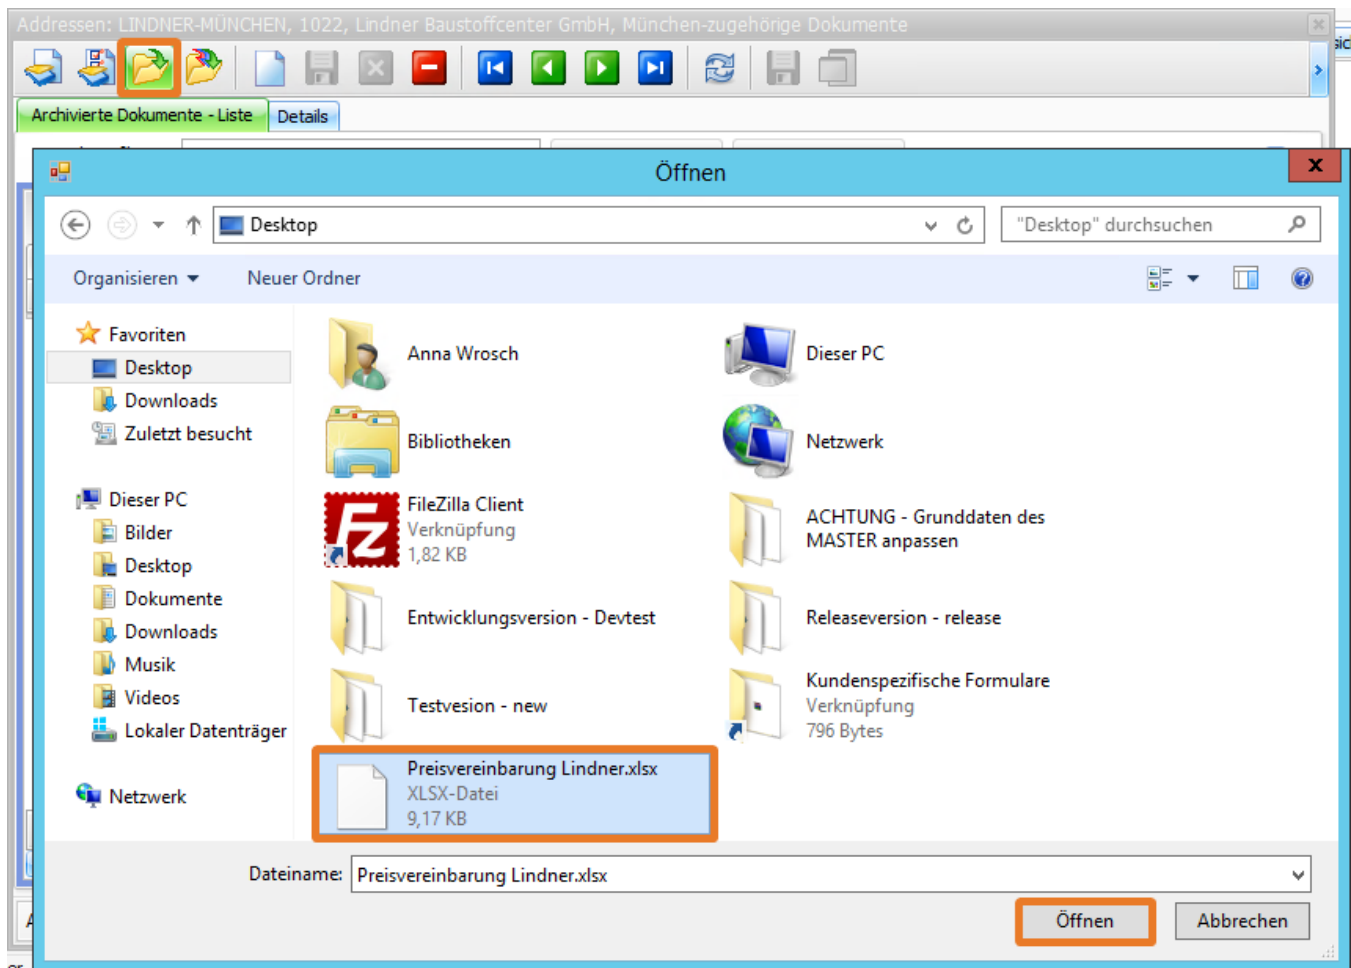 Addressen: LINDNER-MÜNCHEN, 1022, Lindner Baustoffcenter GmbH, München-zugehörige Dokumente
Archivierte Dokumente - Liste
Details
Öffnen
X
Desktop
"Desktop" durchsuchen
Organisieren
Neuer Ordner
Favoriten
Desktop
Downloads
Zuletzt besucht
Dieser PC
Bilder
Desktop
Dokumente
Downloads
Musik
Videos
Lokaler Datenträger
Netzwerk
Anna Wrosch
Dieser PC
Bibliotheken
Netzwerk
FileZilla Client
Verknüpfung
1,82 KB
ACHTUNG - Grunddaten des
MASTER anpassen
Entwicklungsversion - Devtest
Releaseversion - release
Testvesion - new
Kundenspezifische Formulare
Verknüpfung
796 Bytes
Preisvereinbarung Lindner.xlsx
XLSX-Datei
9,17 KB
Dateiname:
Preisvereinbarung Lindner.xlsx
Öffnen
Abbrechen